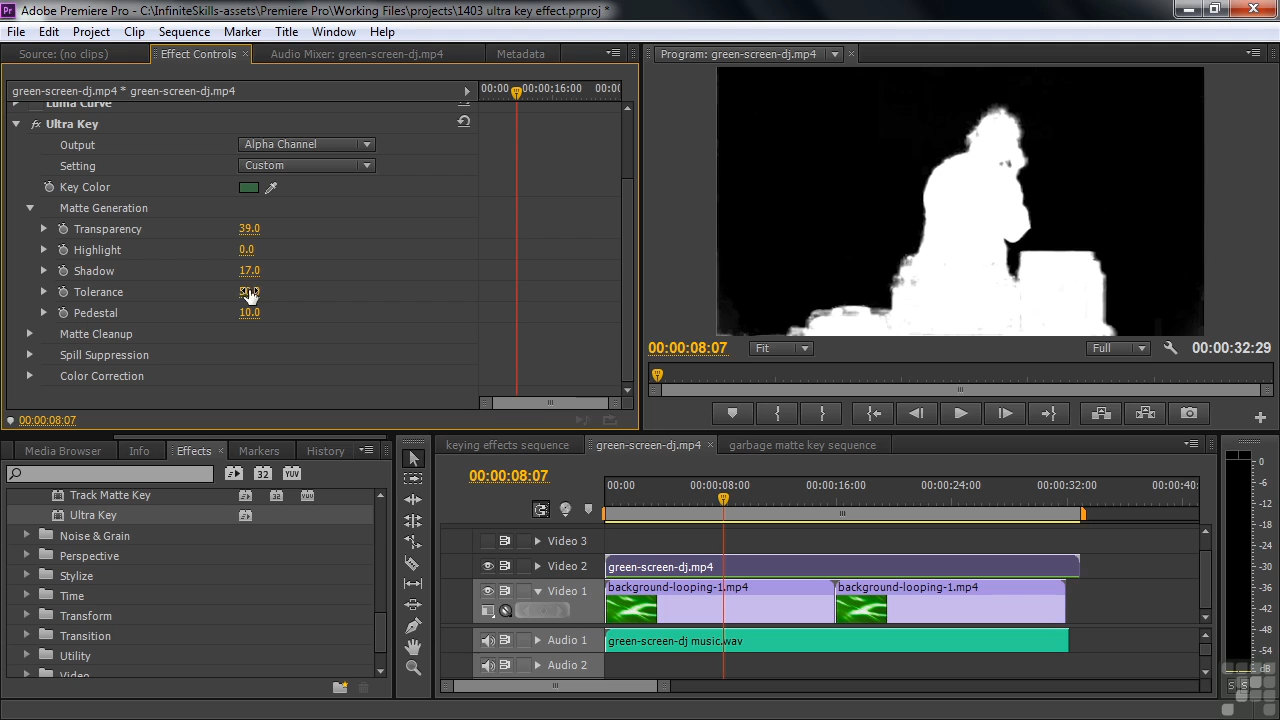 Adobe Premiere Pro - C:\InfiniteSkills-assets\Premiere Pro\Working Files\projects\1403 ultra key effect.prproj *
File Edit Project Clip Sequence Marker Title Window Help
Source: (no clips) Effect Controls Audio Mixer: green-screen-dj.mp4 Metadata
Program: green-screen-dj.mp4
green-screen-dj.mp4 * green-screen-dj.mp4
00:00 00:00:16:00 00:0
Luma Curve
fx Ultra Key
Output Alpha Channel
Setting Custom
Key Color
Matte Generation
Transparency 39.0
Highlight 0.0
Shadow 17.0
Tolerance
Pedestal 10.0
Matte Cleanup
Spill Suppression
Color Correction
00:00:08:07
00:00:08:07 Fit Full 00:00:32:29
Media Browser Info Effects Markers History
32 YUV
Track Matte Key 32 YUV
Ultra Key
Noise & Grain
Perspective
Stylize
Time
Transform
Transition
Utility
Video
keying effects sequence green-screen-dj.mp4 garbage matte key sequence
00:00:08:07
00:00 00:00:08:00 00:00:16:00 00:00:24:00 00:00:32:00 00:00:40:
Video 3
Video 2 green-screen-dj.mp4
Video 1 background-looping-1.mp4 background-looping-1.mp4
Audio 1 green-screen-dj music.wav
Audio 2
0
-6
-12
-18
-24
-30
-36
-42
-48
-54
dB
S S